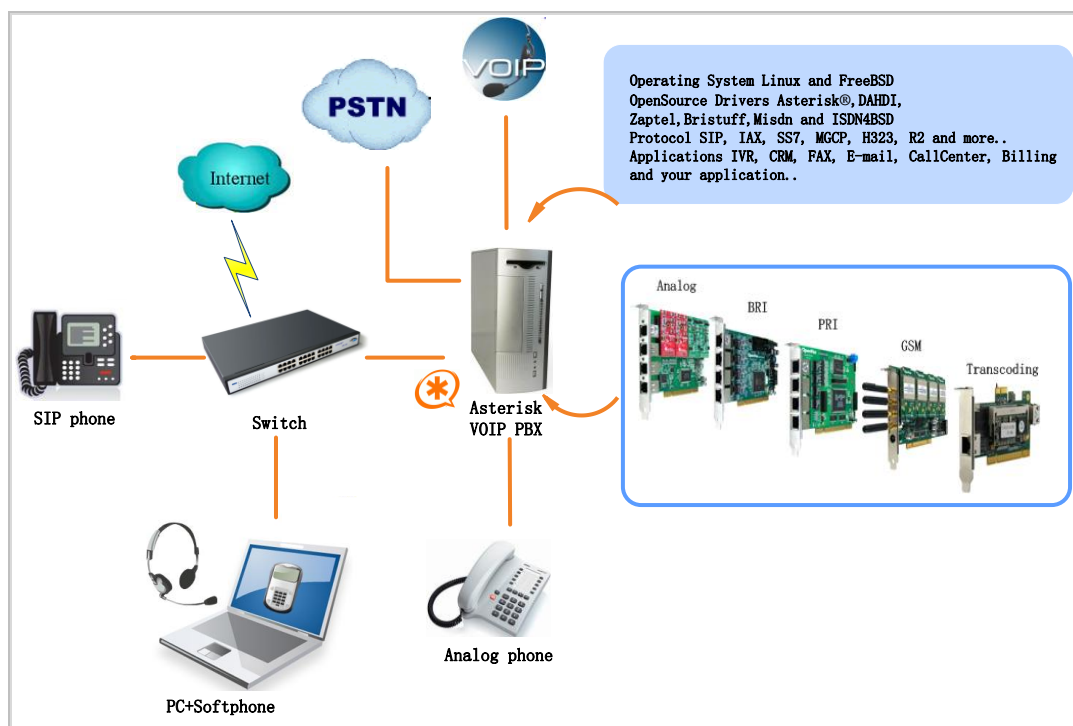 VOIP
PSTN
Internet
Operating System Linux and FreeBSD
OpenSource Drivers Asterisk®,DAHDI,
Zaptel,Bristuff,Misdn and ISDN4BSD
Protocol SIP, IAX, SS7, MGCP, H323, R2 and more..
Applications IVR, CRM, FAX, E-mail, CallCenter, Billing
and your application..
Analog
BRI
PRI
GSM
Transcoding
SIP phone
Switch
Asterisk
VOIP PBX
Analog phone
PC+Softphone